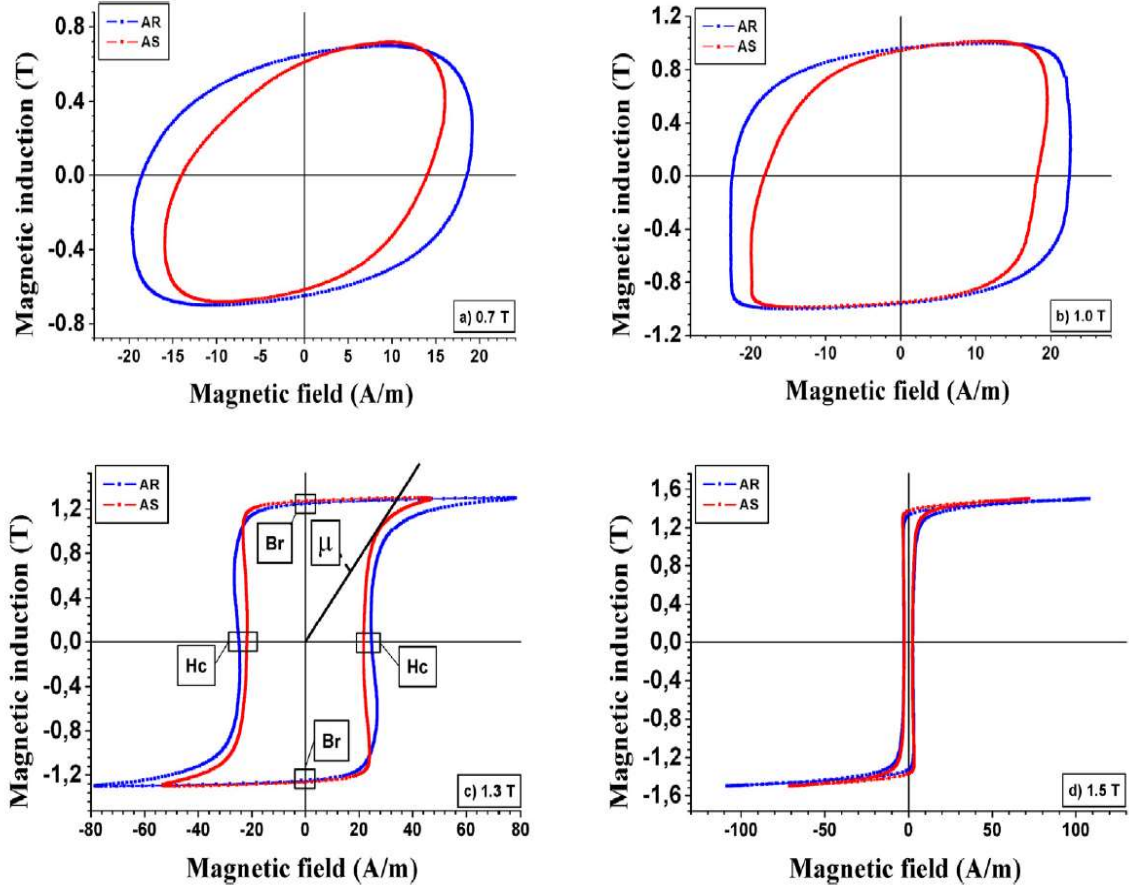 AR
AS
0.8
0.4
0.0
-0.4
-0.8
-20 -15 -10 -5 0 5 10 15 20
Magnetic induction (T)
Magnetic field (A/m)
a) 0.7 T
AR
AS
1.2
0.8
0.4
0.0
-0.4
-0.8
-1.2
-20 -10 0 10 20
Magnetic induction (T)
Magnetic field (A/m)
b) 1.0 T
AR
AS
1.2
0,8
0,4
0,0
-0,4
-0,8
-1.2
-80 -60 -40 -20 0 20 40 60 80
Magnetic induction (T)
Magnetic field (A/m)
Br
μ
Hc
Hc
Br
c) 1.3 T
AR
AS
1,6
1.2
0,8
0,4
0,0
-0,4
-0,8
-1.2
-1,6
-100 -50 0 50 100
Magnetic induction (T)
Magnetic field (A/m)
d) 1.5 T